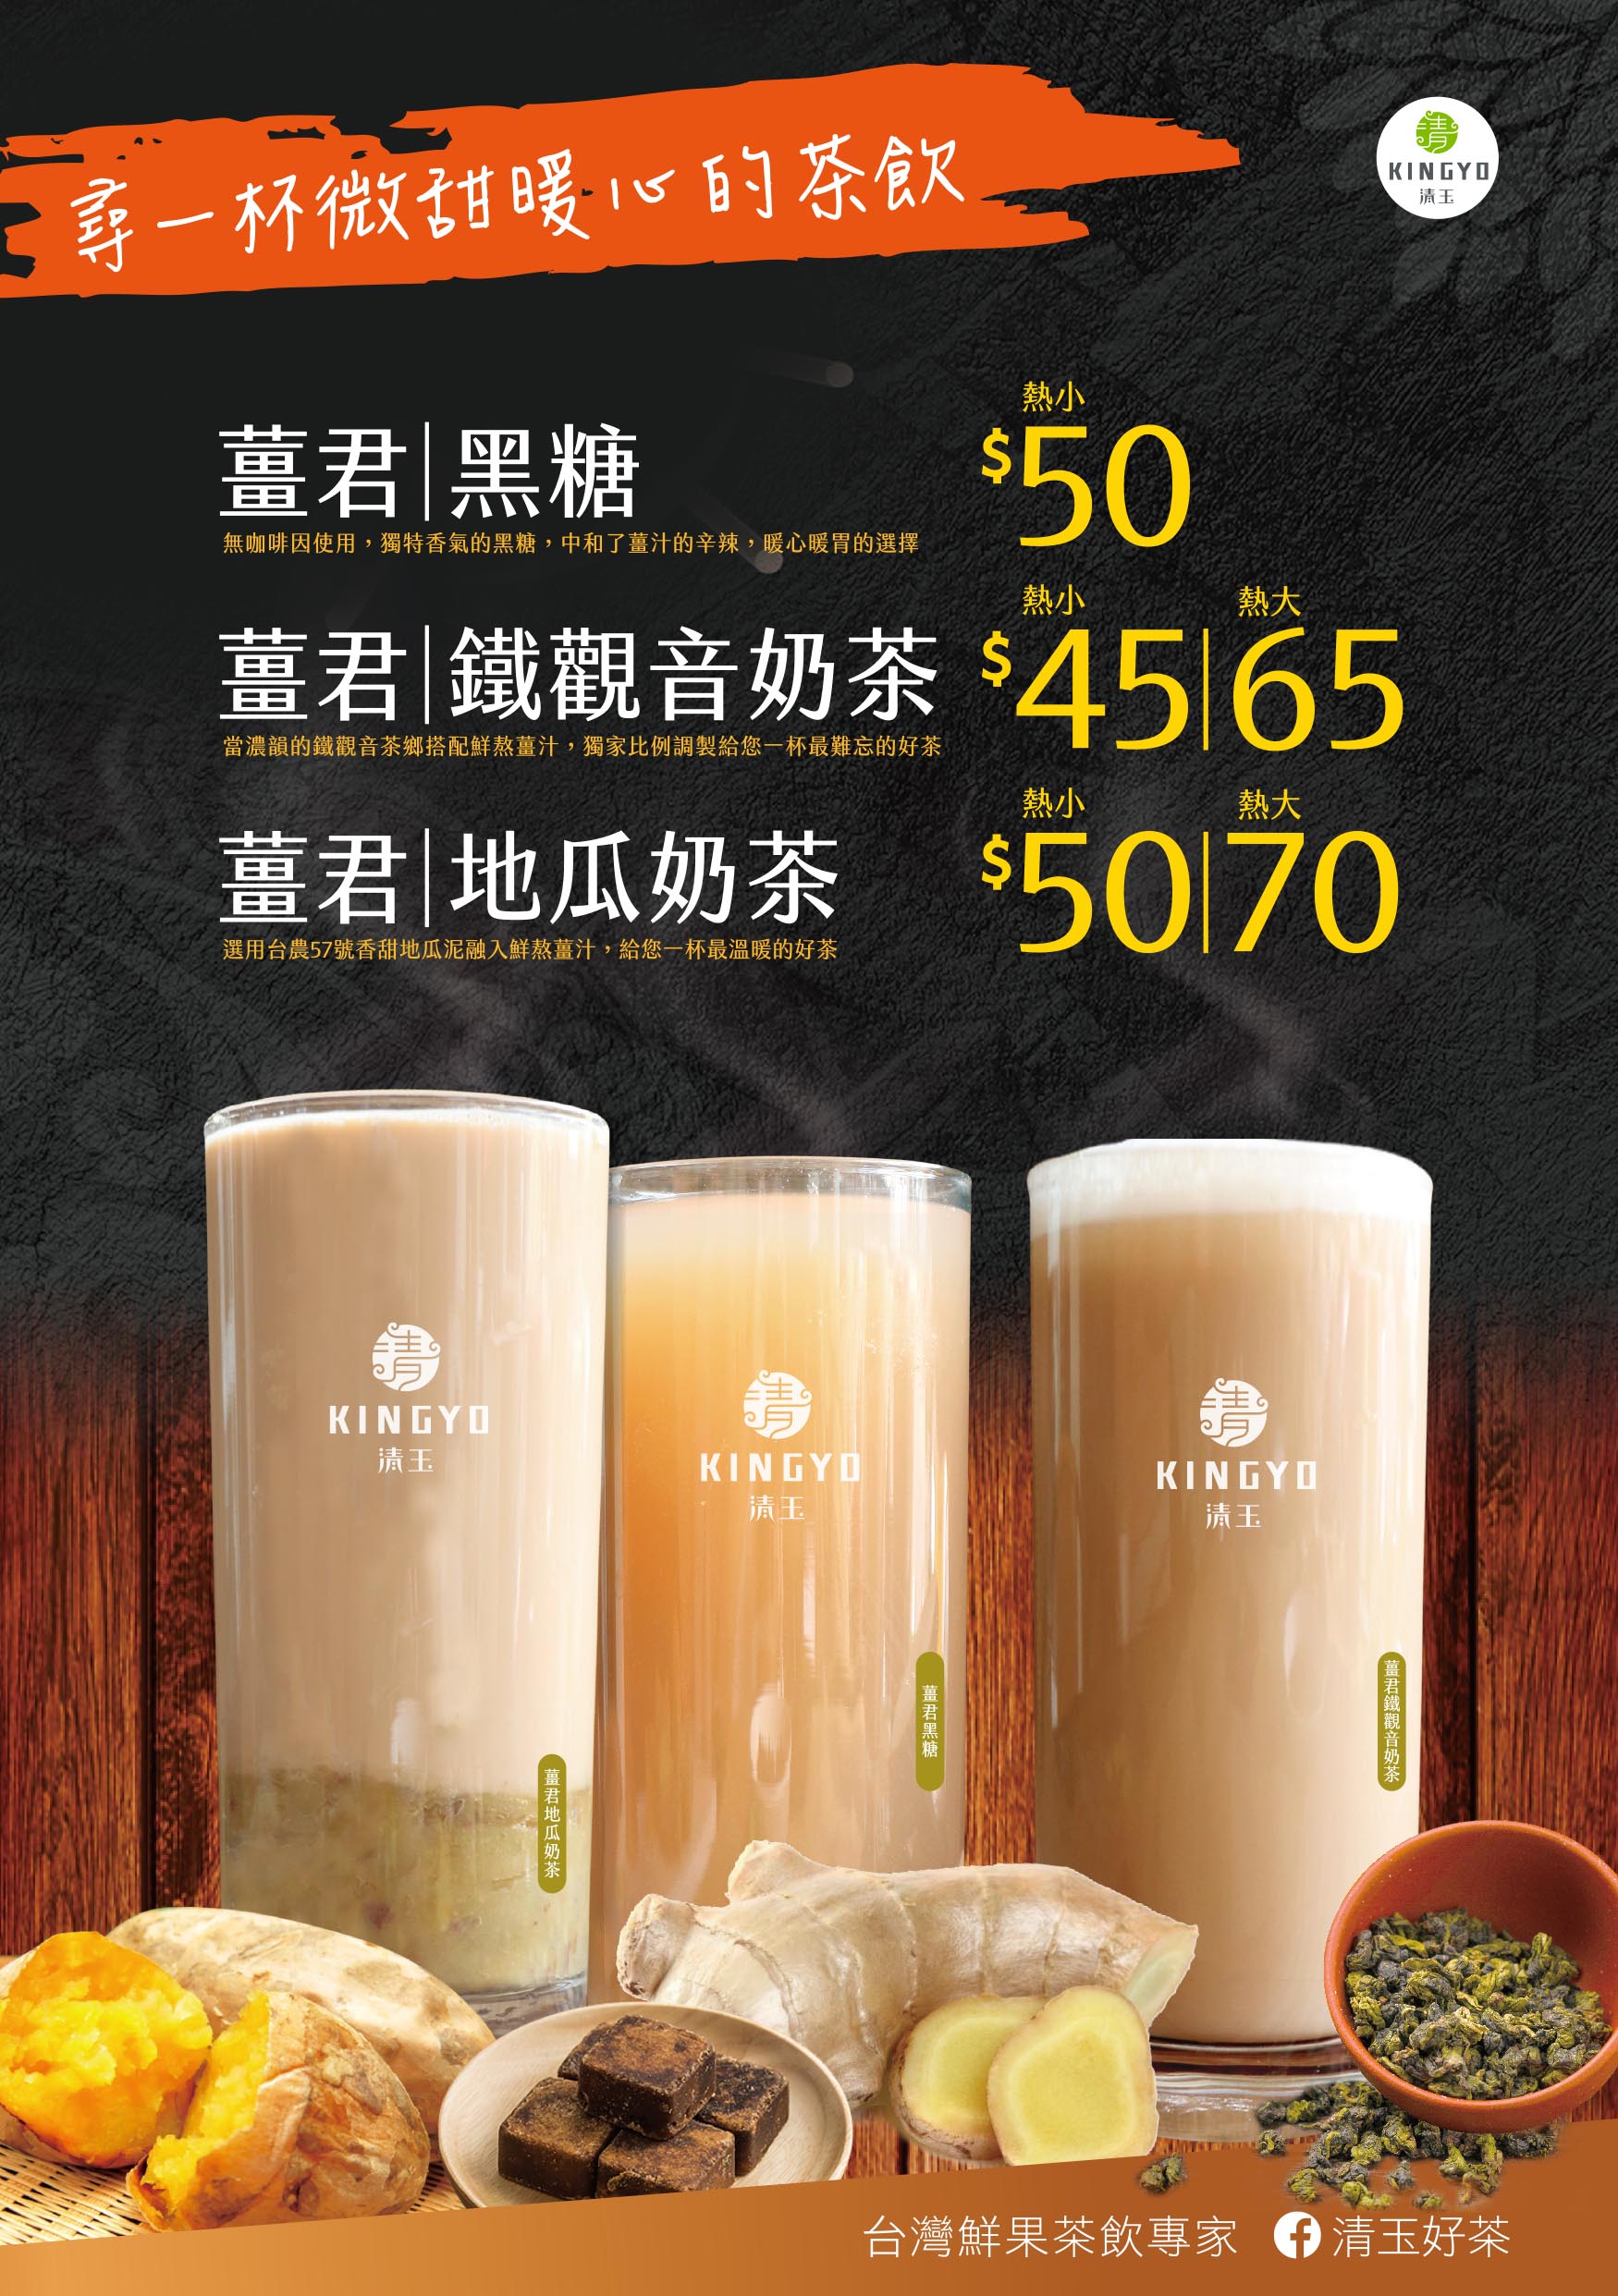 尋一杯微甜暖心的茶飲
清
KINGYO
清玉
熱小
薑君|黑糖 $50
無咖啡因使用，獨特香氣的黑糖，中和了薑汁的辛辣，暖心暖胃的選擇
熱小 熱大
薑君|鐵觀音奶茶 $45|65
當濃韻的鐵觀音茶鄉搭配鮮熬薑汁，獨家比例調製給您一杯最難忘的好茶
熱小 熱大
薑君|地瓜奶茶 $50|70
選用台農57號香甜地瓜泥融入鮮熬薑汁，給您一杯最溫暖的好茶
清
KINGYO
清玉
薑君地瓜奶茶
清
KINGYO
清玉
薑君黑糖
清
KINGYO
清玉
薑君鐵觀音奶茶
台灣鮮果茶飲專家 f 清玉好茶